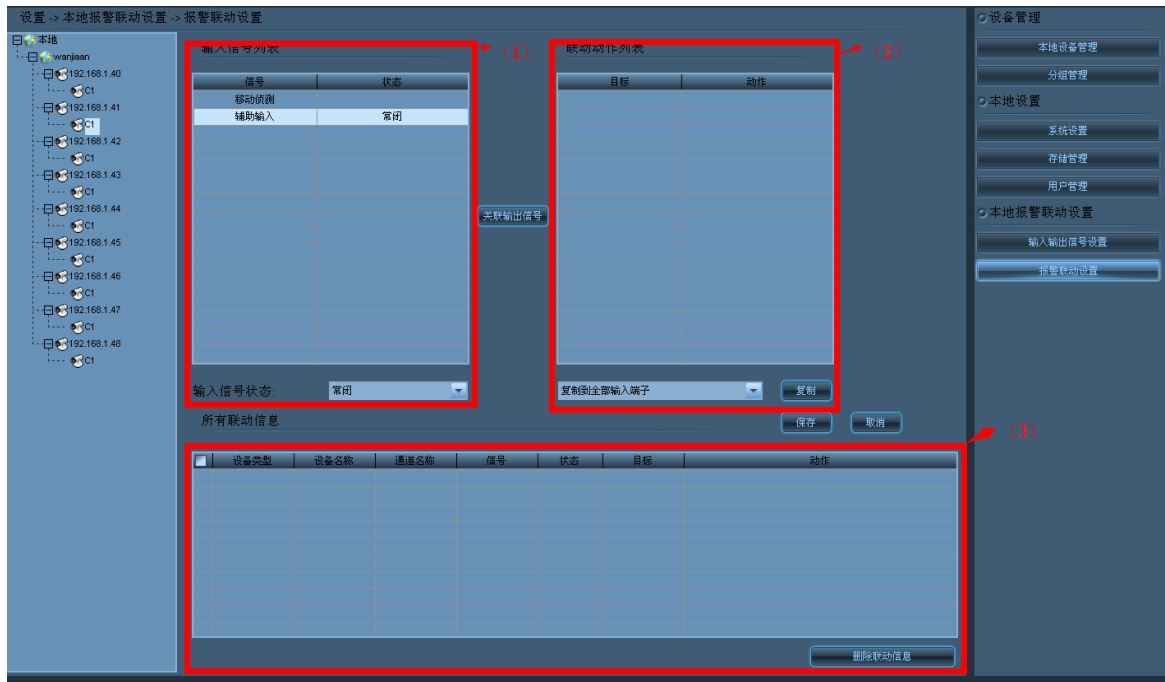 设置 -> 本地报警联动设置 -> 报警联动设置
本地
wanjiaan
192.168.1.40
C1
192.168.1.41
C1
192.168.1.42
C1
192.168.1.43
C1
192.168.1.44
C1
192.168.1.45
C1
192.168.1.46
C1
192.168.1.47
C1
192.168.1.48
C1
输入信号列表
(1)
信号 状态
移动侦测
辅助输入 常闭
输入信号状态: 常闭
关联输出信号
联动动作列表
(2)
目标 动作
复制到全部输入端子
复制
所有联动信息
保存
取消
(3)
设备类型 设备名称 通道名称 信号 状态 目标 动作
删除联动信息
设备管理
本地设备管理
分组管理
本地设置
系统设置
存储管理
用户管理
本地报警联动设置
输入输出信号设置
报警联动设置